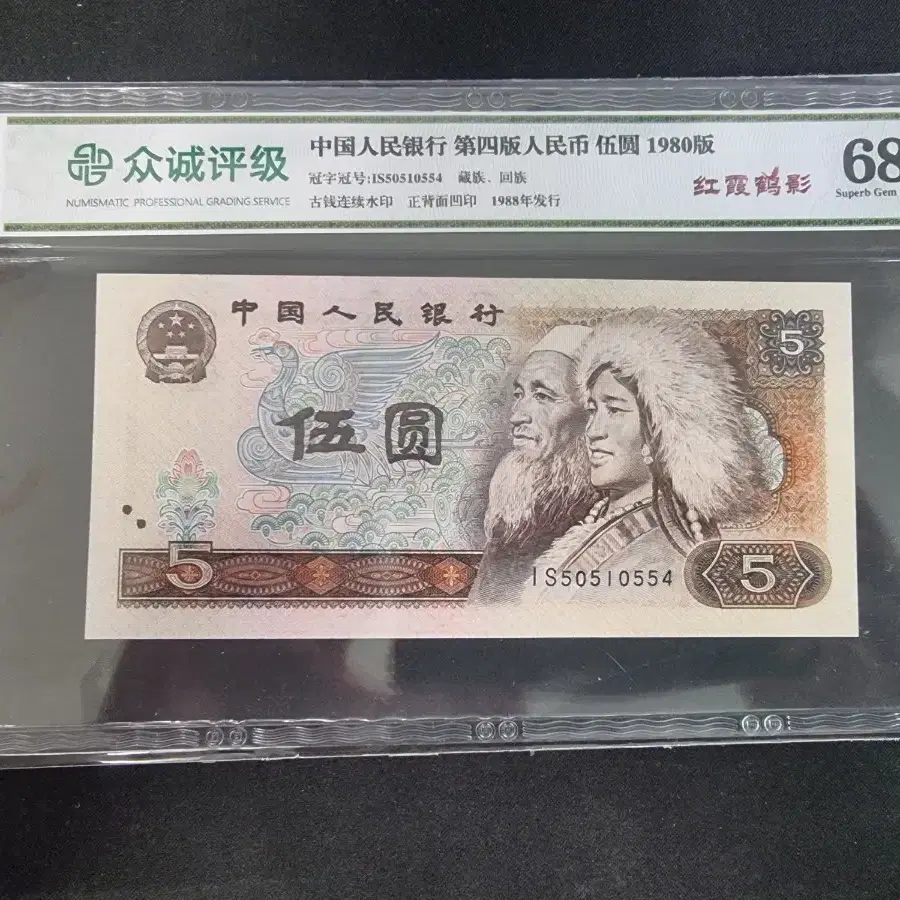 众诚评级
NUMISMATIC PROFESSIONAL GRADING SERVICE
中国人民银行 第四版人民币 伍圆 1980版
冠字冠号:IS50510554 藏族、回族
古钱连续水印 正背面凹印 1988年发行
红霞鹤影
68
Superb Gem
中国人民银行
5
伍圆
5
IS50510554
5